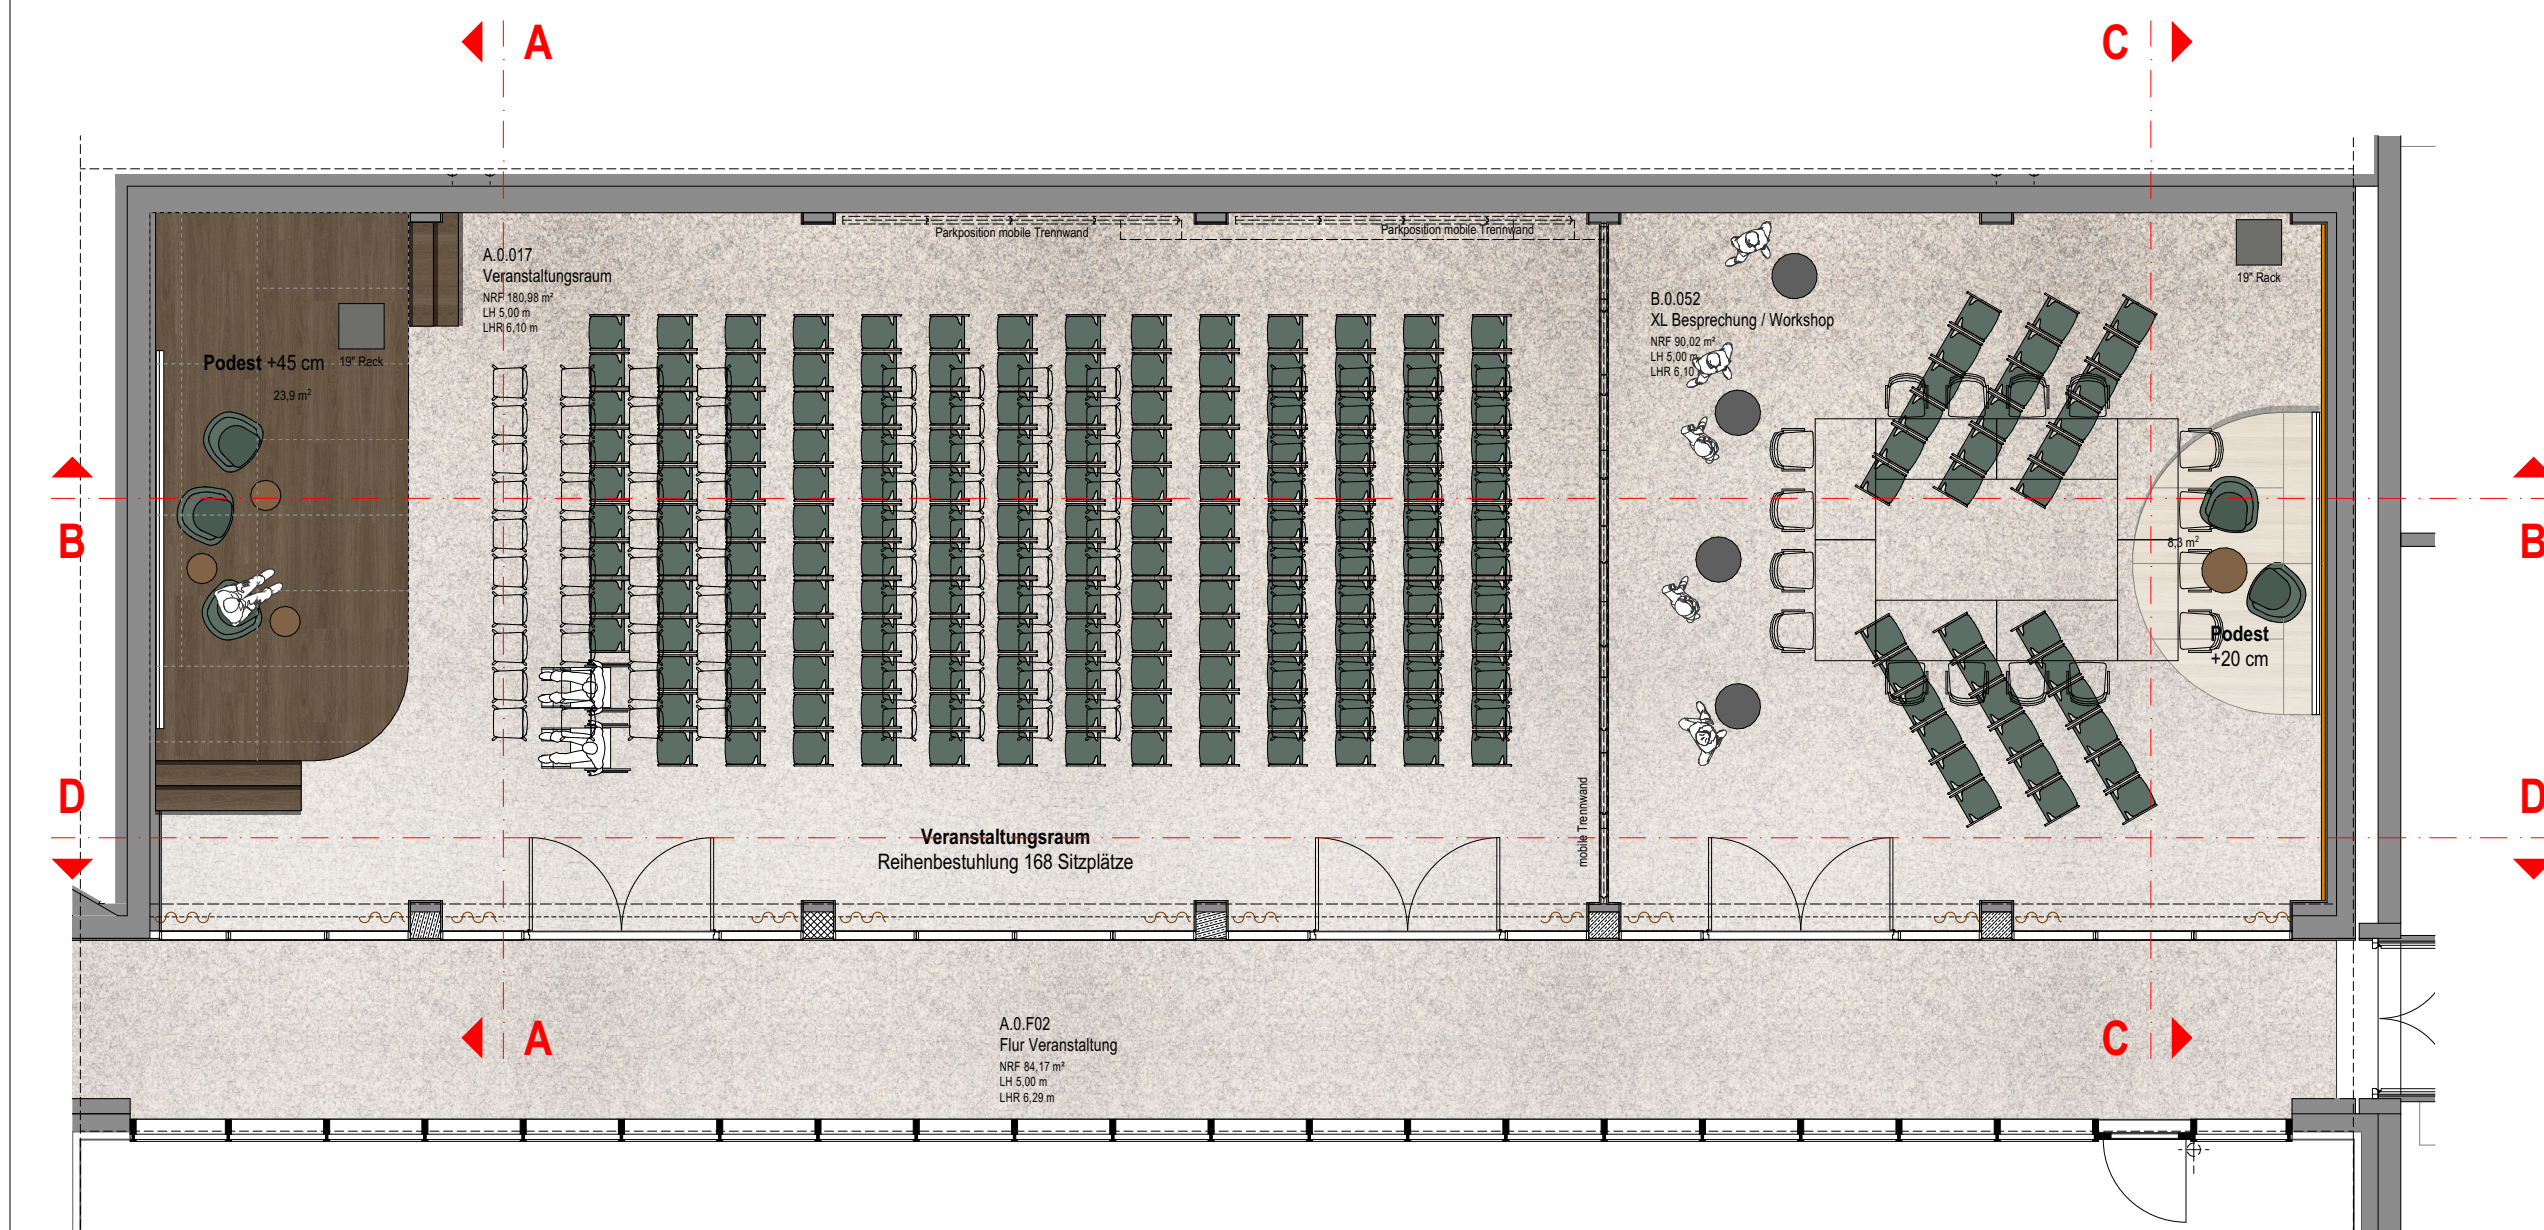 A
C
Parkposition mobile Trennwand
Parkposition mobile Trennwand
A.0.017
Veranstaltungsraum
NRF 180,98 m²
LH 5,00 m
LHR 6,10 m
19" Rack
B.0.052
XL Besprechung / Workshop
NRF 90,02 m²
LH 5,00 m
LHR 6,10
Podest +45 cm
19" Rack
23,9 m²
B
B
8,3 m²
Podest
+20 cm
D
D
mobile Trennwand
Veranstaltungsraum
Reihenbestuhlung 168 Sitzplätze
A.0.F02
Flur Veranstaltung
NRF 84,17 m²
LH 5,00 m
LHR 6,29 m
A
C